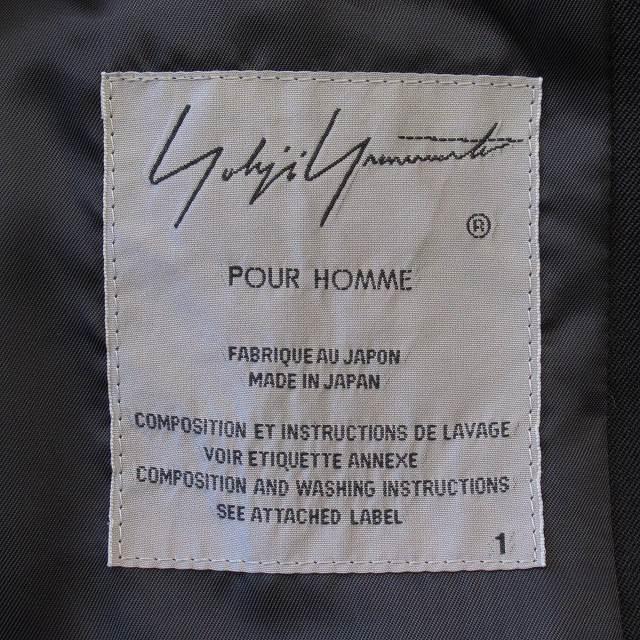 Yohji Yamamoto
®
POUR HOMME
FABRIQUE AU JAPON
MADE IN JAPAN
COMPOSITION ET INSTRUCTIONS DE LAVAGE
VOIR ETIQUETTE ANNEXE
COMPOSITION AND WASHING INSTRUCTIONS
SEE ATTACHED LABEL
1